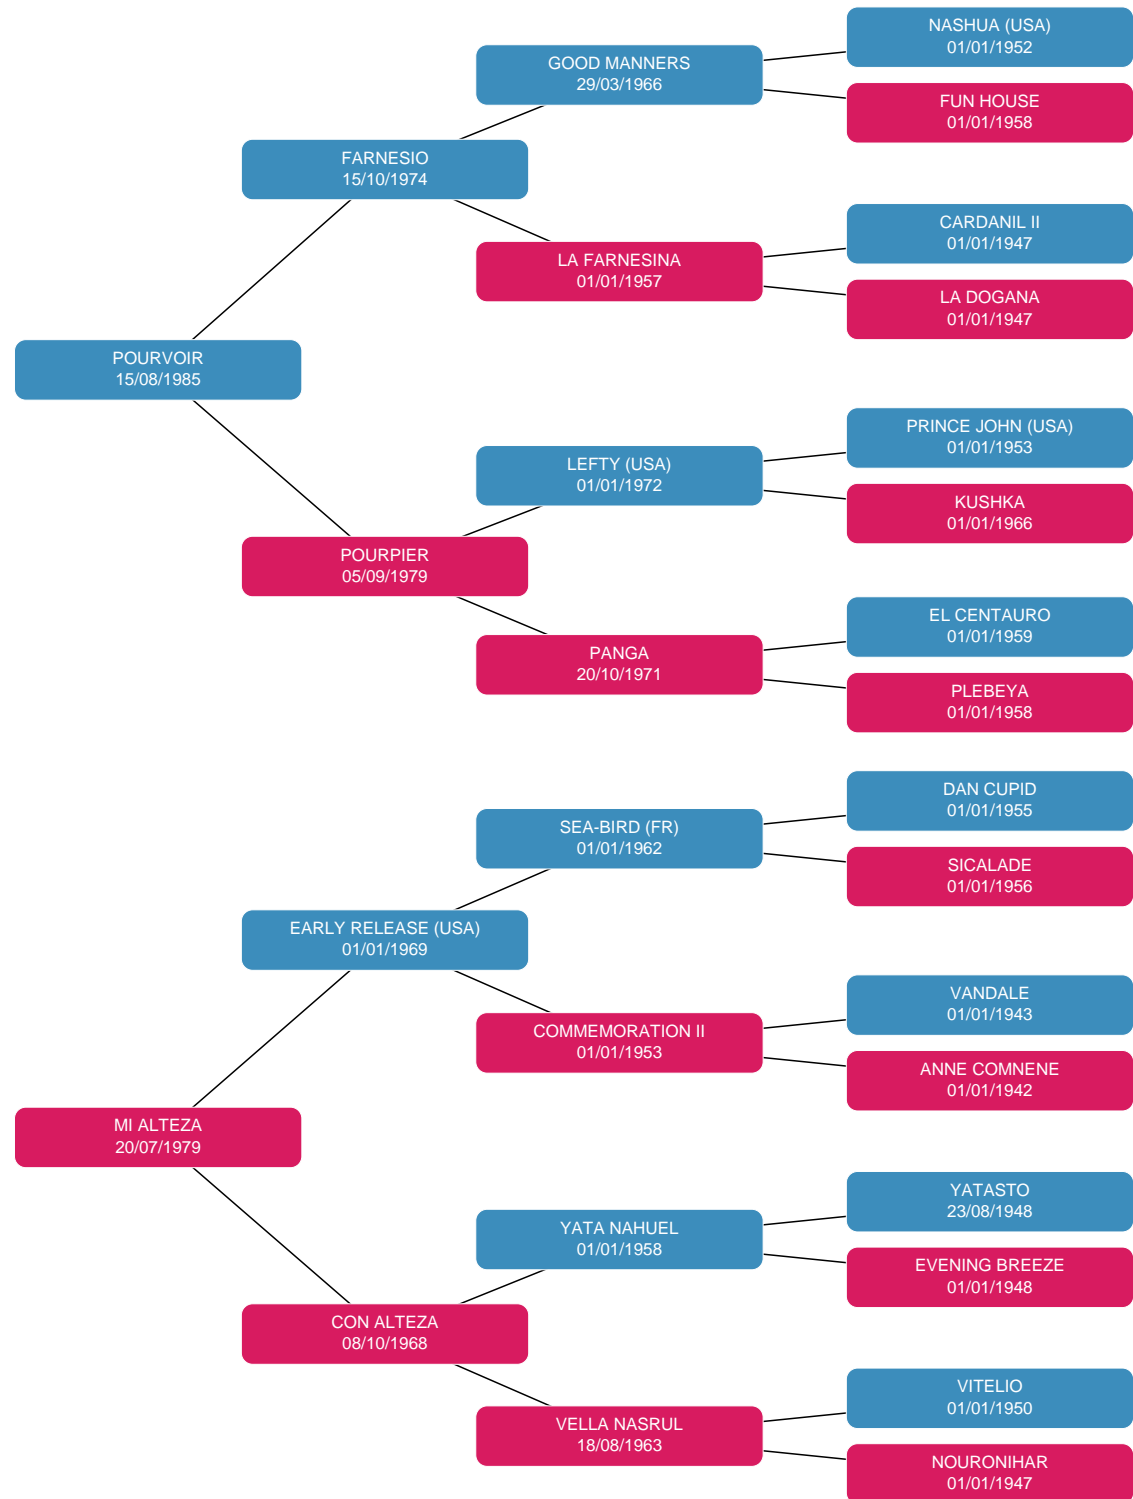 NASHUA (USA)
01/01/1952
GOOD MANNERS
29/03/1966
FUN HOUSE
01/01/1958
FARNESIO
15/10/1974
CARDANIL II
01/01/1947
LA FARNESINA
01/01/1957
LA DOGANA
01/01/1947
POURVOIR
15/08/1985
PRINCE JOHN (USA)
01/01/1953
LEFTY (USA)
01/01/1972
KUSHKA
01/01/1966
POURPIER
05/09/1979
EL CENTAURO
01/01/1959
PANGA
20/10/1971
PLEBEYA
01/01/1958
DAN CUPID
01/01/1955
SEA-BIRD (FR)
01/01/1962
SICALADE
01/01/1956
EARLY RELEASE (USA)
01/01/1969
VANDALE
01/01/1943
COMMEMORATION II
01/01/1953
ANNE COMNENE
01/01/1942
MI ALTEZA
20/07/1979
YATASTO
23/08/1948
YATA NAHUEL
01/01/1958
EVENING BREEZE
01/01/1948
CON ALTEZA
08/10/1968
VITELIO
01/01/1950
VELLA NASRUL
18/08/1963
NOURONIHAR
01/01/1947